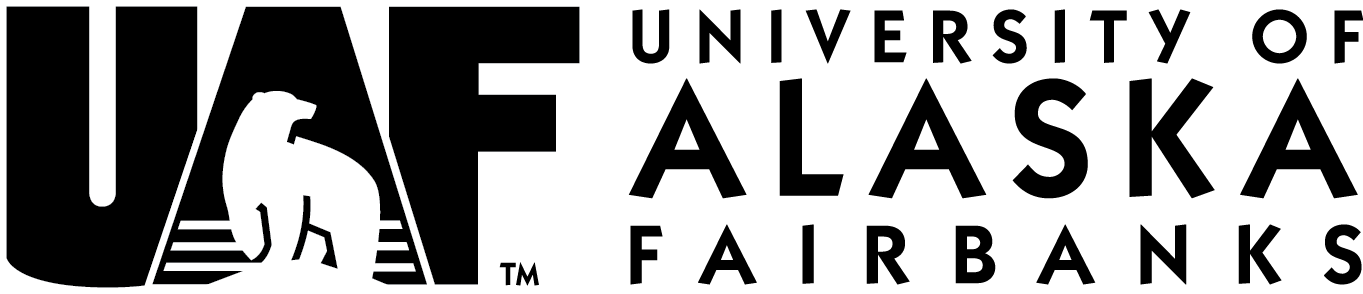 UAF
TM
UNIVERSITY OF
ALASKA
FAIRBANKS